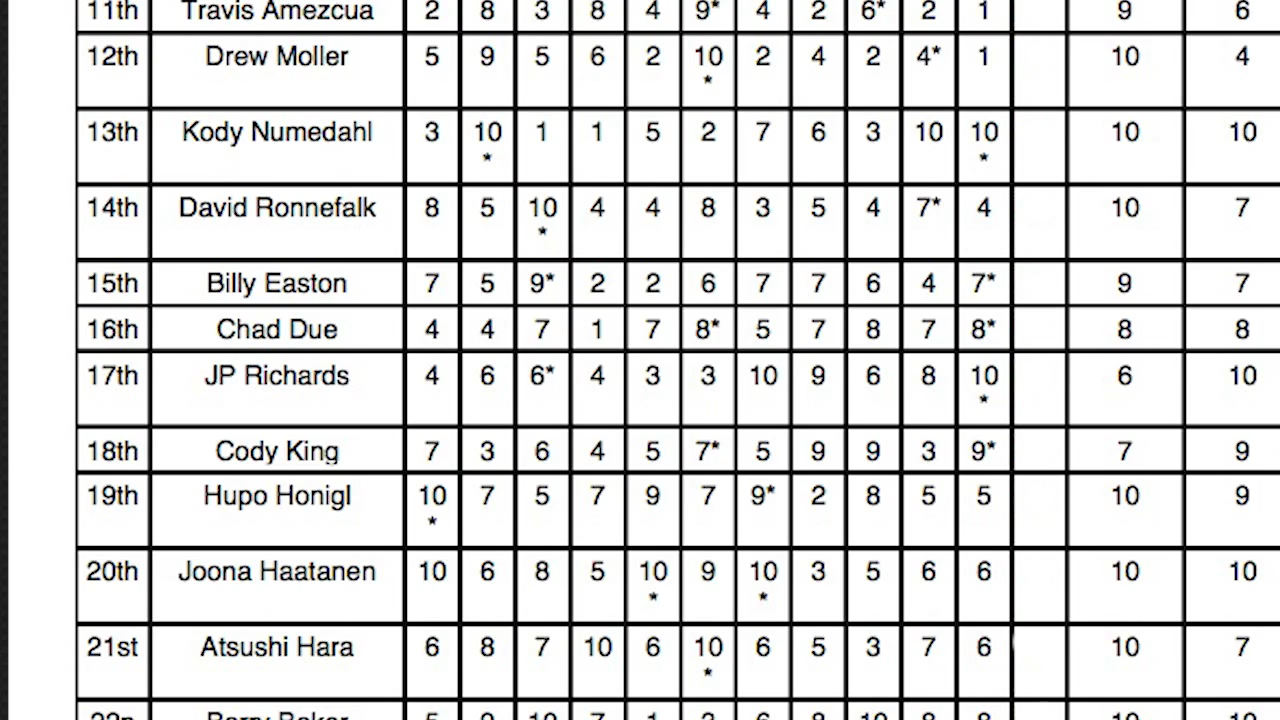 11th Travis Amezcua 2 8 3 8 4 9* 4 2 6* 2 1 9 6
12th Drew Moller 5 9 5 6 2 10 2 4 2 4* 1 10 4
*
13th Kody Numedahl 3 10 1 1 5 2 7 6 3 10 10 10 10
* *
14th David Ronnefalk 8 5 10 4 4 8 3 5 4 7* 4 10 7
*
15th Billy Easton 7 5 9* 2 2 6 7 7 6 4 7* 9 7
16th Chad Due 4 4 7 1 7 8* 5 7 8 7 8* 8 8
17th JP Richards 4 6 6* 4 3 3 10 9 6 8 10 6 10
*
18th Cody King 7 3 6 4 5 7* 5 9 9 3 9* 7 9
19th Hupo Honigl 10 7 5 7 9 7 9* 2 8 5 5 10 9
*
20th Joona Haatanen 10 6 8 5 10 9 10 3 5 6 6 10 10
* *
21st Atsushi Hara 6 8 7 10 6 10 6 5 3 7 6 10 7
*